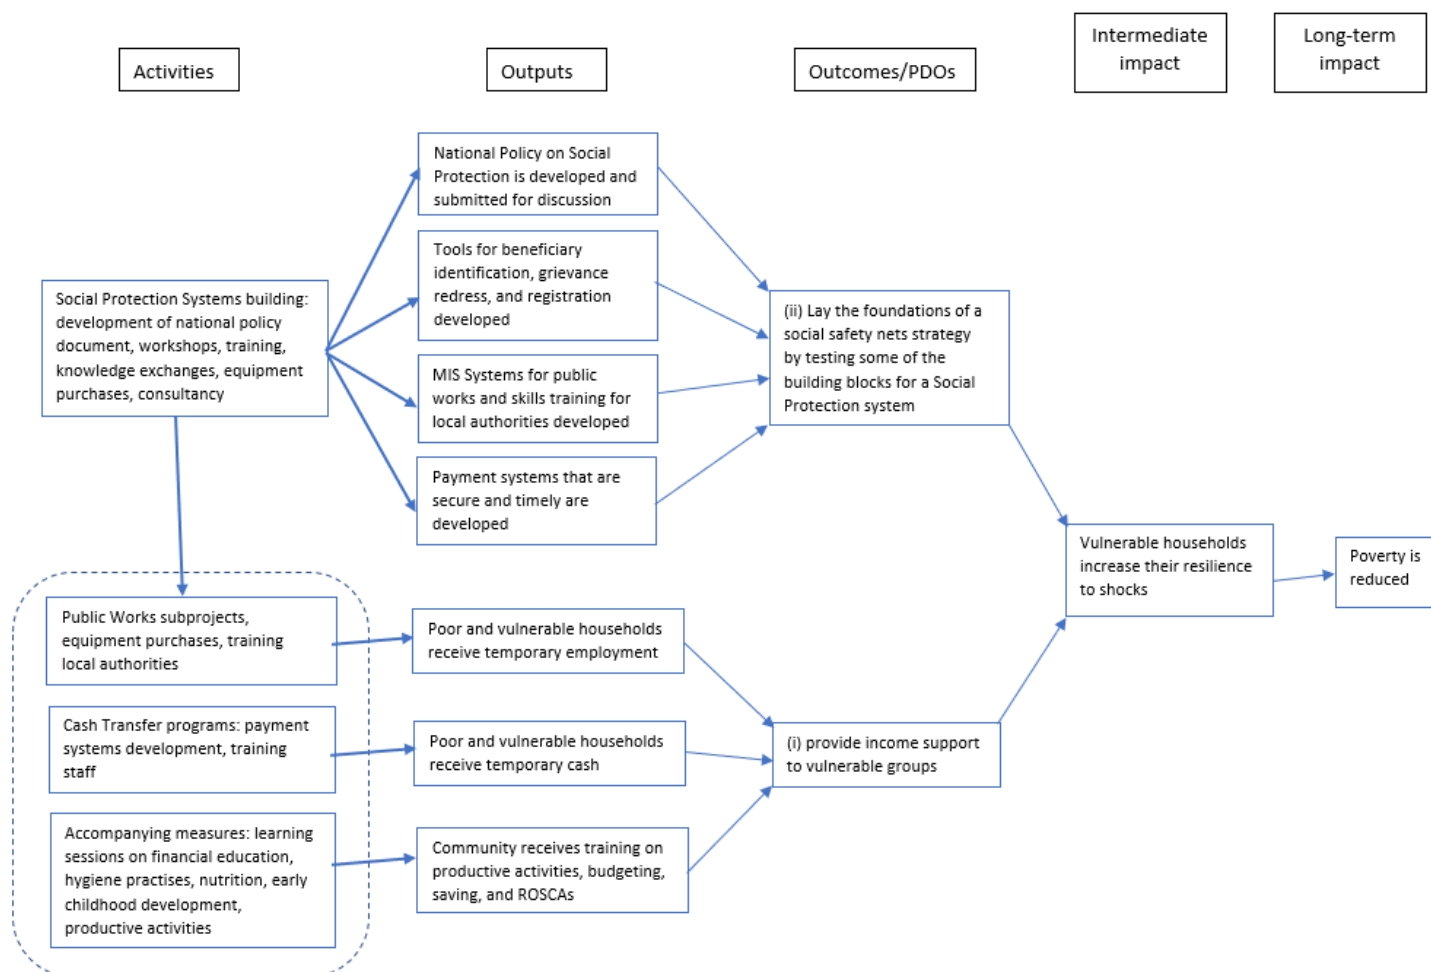 Activities
Outputs
Outcomes/PDOs
Intermediate
impact
Long-term
impact
National Policy on Social
Protection is developed and
submitted for discussion
Tools for beneficiary
identification, grievance
redress, and registration
developed
Social Protection Systems building:
development of national policy
document, workshops, training,
knowledge exchanges, equipment
purchases, consultancy
MIS Systems for public
works and skills training for
local authorities developed
Payment systems that are
secure and timely are
developed
(ii) Lay the foundations of a
social safety nets strategy
by testing some of the
building blocks for a Social
Protection system
Vulnerable households
increase their resilience
to shocks
Poverty is
reduced
Public Works subprojects,
equipment purchases, training
local authorities
Poor and vulnerable households
receive temporary employment
Cash Transfer programs: payment
systems development, training
staff
Poor and vulnerable households
receive temporary cash
(i) provide income support
to vulnerable groups
Accompanying measures: learning
sessions on financial education,
hygiene practises, nutrition, early
childhood development,
productive activities
Community receives training on
productive activities, budgeting,
saving, and ROSCAs